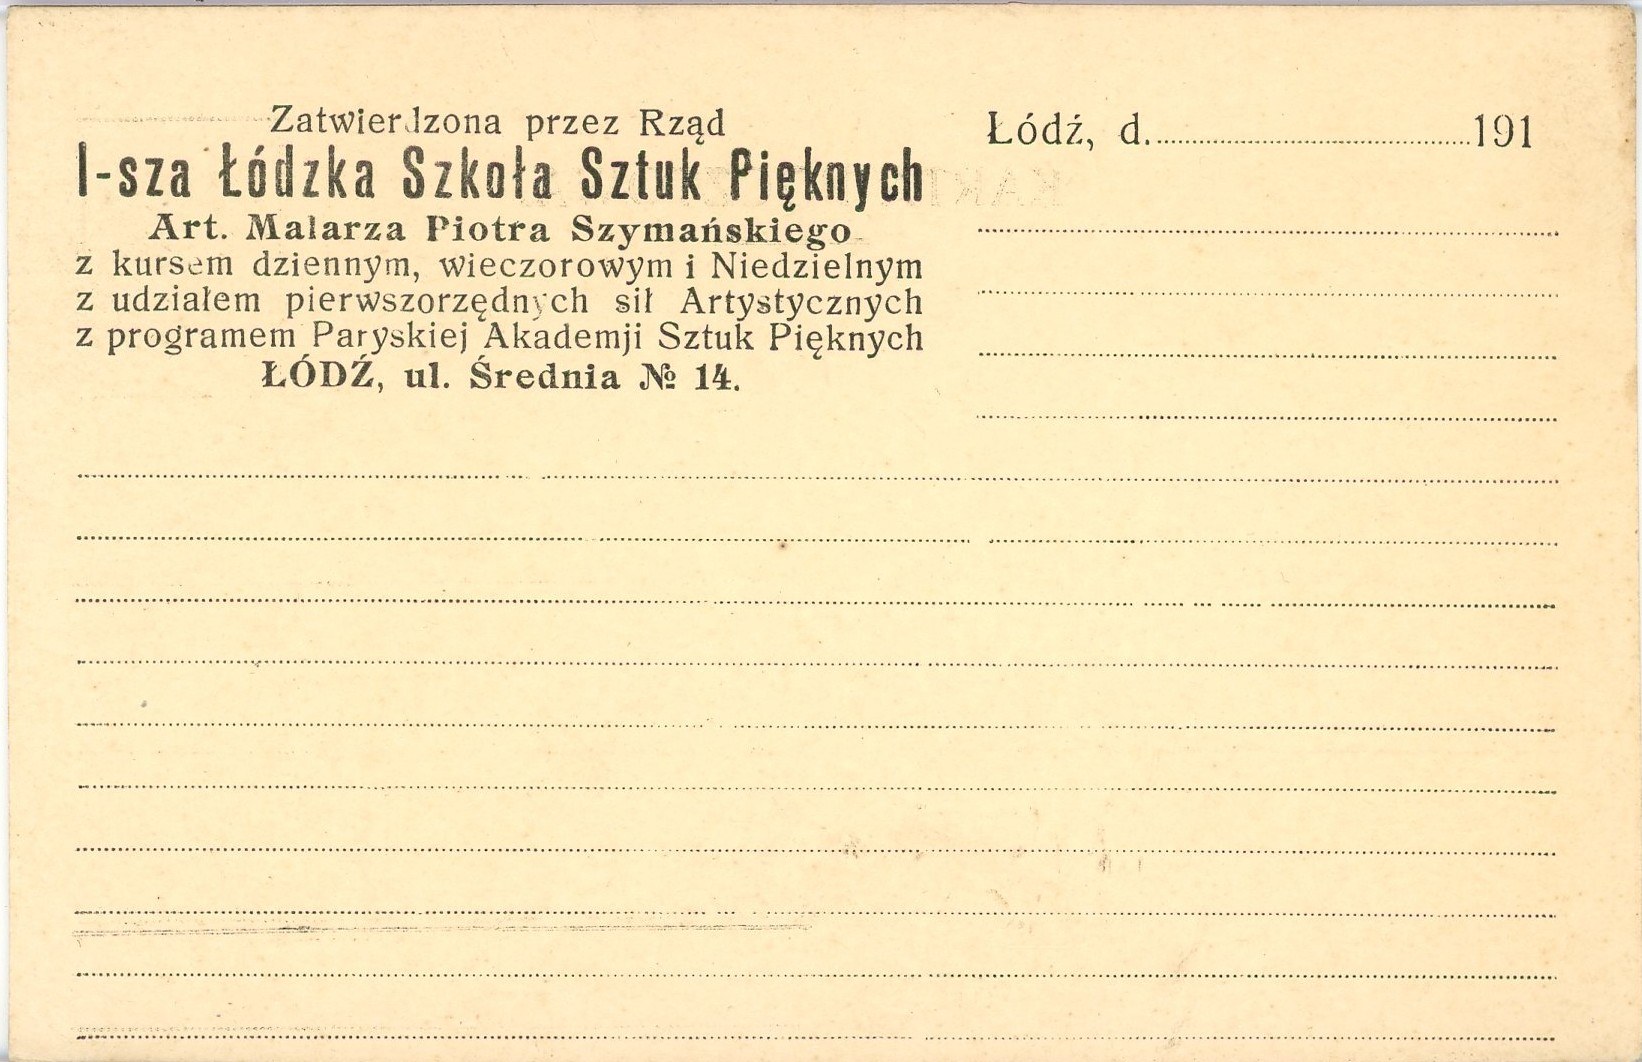 Zatwierdzona przez Rząd
I-sza Łódzka Szkoła Sztuk Pięknych
Art. Malarza Piotra Szymańskiego
z kursem dziennym, wieczorowym i Niedzielnym
z udziałem pierwszorzędnych sił Artystycznych
z programem Paryskiej Akademji Sztuk Pięknych
ŁÓDŹ, ul. Średnia № 14.
Łódź, d. 191